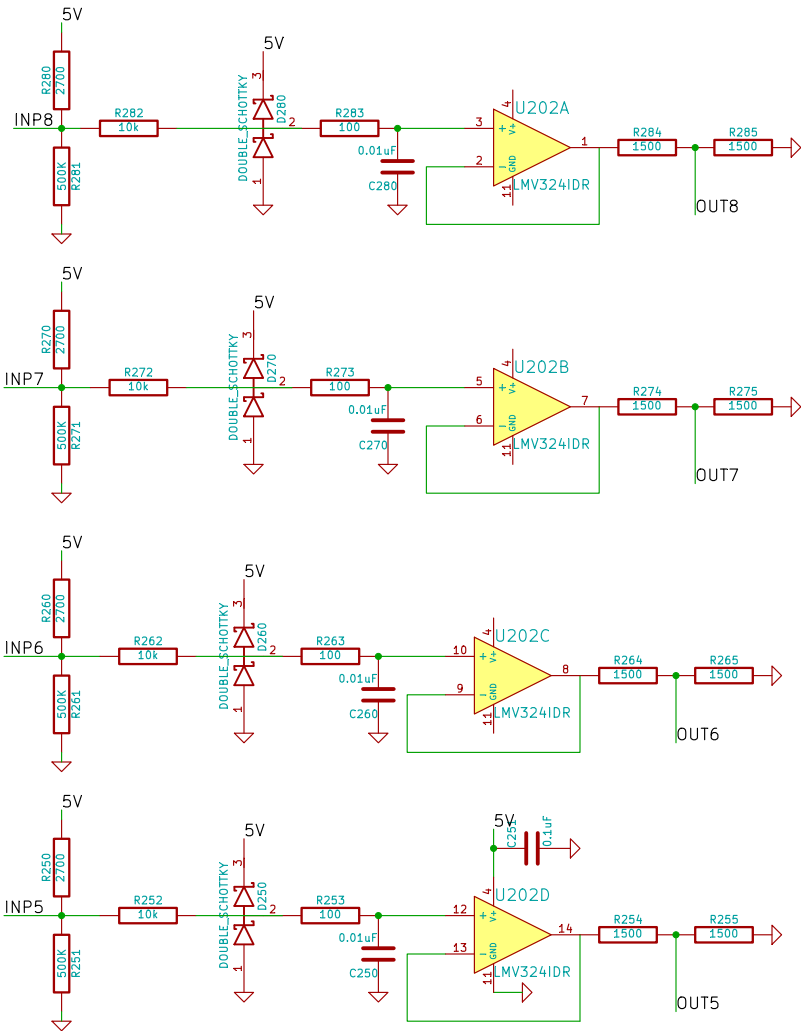 5V
R280
2700
INP8
500K
R281
R282
10k
5V
3
DOUBLE_SCHOTTKY
D280
2
1
R283
100
0.01uF
C280
U202A
4
V+
3
+
2
−
GND
11
1
LMV324IDR
R284
1500
R285
1500
OUT8
5V
R270
2700
INP7
500K
R271
R272
10k
5V
3
DOUBLE_SCHOTTKY
D270
2
1
R273
100
0.01uF
C270
U202B
4
V+
5
+
6
−
GND
11
7
LMV324IDR
R274
1500
R275
1500
OUT7
5V
R260
2700
INP6
500K
R261
R262
10k
5V
3
DOUBLE_SCHOTTKY
D260
2
1
R263
100
0.01uF
C260
U202C
4
V+
10
+
9
−
GND
11
8
LMV324IDR
R264
1500
R265
1500
OUT6
5V
R250
2700
INP5
500K
R251
R252
10k
5V
3
DOUBLE_SCHOTTKY
D250
2
1
R253
100
0.01uF
C250
5V
C251
0.1uF
U202D
4
V+
12
+
13
−
GND
11
14
LMV324IDR
R254
1500
R255
1500
OUT5